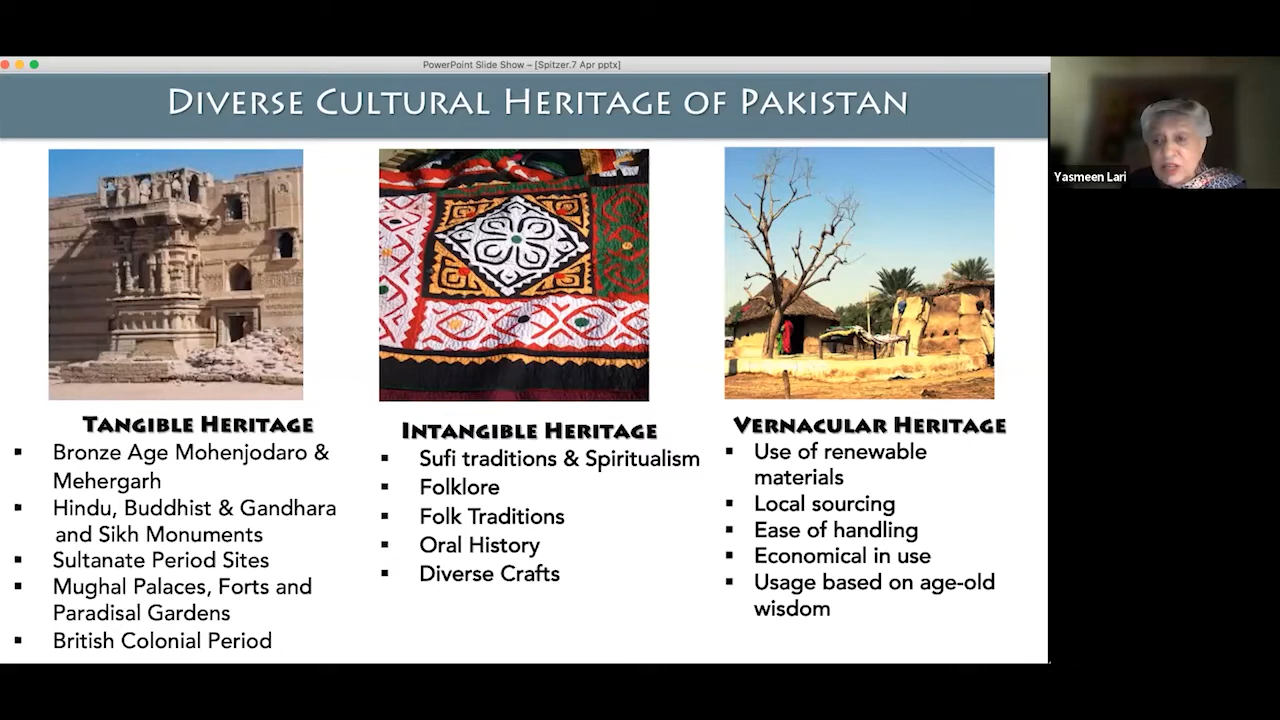 PowerPoint Slide Show – [Spitzer.7 Apr pptx]
DIVERSE CULTURAL HERITAGE OF PAKISTAN
Yasmeen Lari
TANGIBLE HERITAGE
▪ Bronze Age Mohenjodaro &
Mehergarh
▪ Hindu, Buddhist & Gandhara
and Sikh Monuments
▪ Sultanate Period Sites
▪ Mughal Palaces, Forts and
Paradisal Gardens
▪ British Colonial Period
INTANGIBLE HERITAGE
▪ Sufi traditions & Spiritualism
▪ Folklore
▪ Folk Traditions
▪ Oral History
▪ Diverse Crafts
VERNACULAR HERITAGE
▪ Use of renewable
materials
▪ Local sourcing
▪ Ease of handling
▪ Economical in use
▪ Usage based on age-old
wisdom